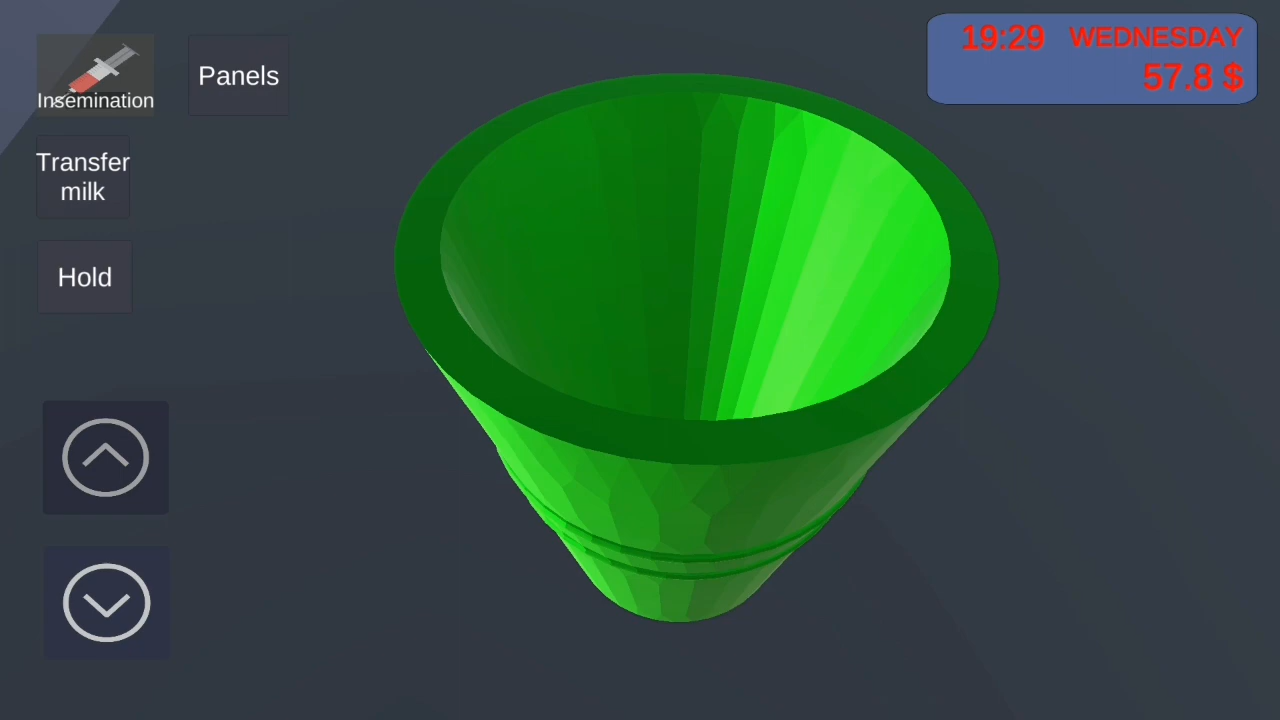 19:29 WEDNESDAY
57.8 $
Insemination
Panels
Transfer
milk
Hold